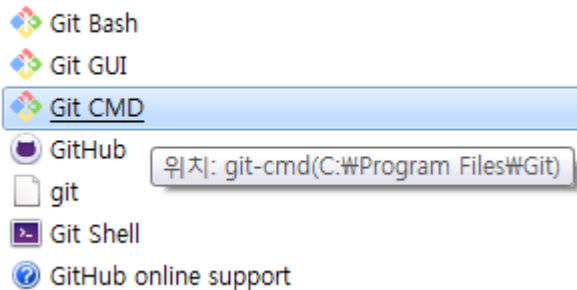 Git Bash
Git GUI
Git CMD
GitHub
위치: git-cmd(C:₩Program Files₩Git)
git
Git Shell
GitHub online support